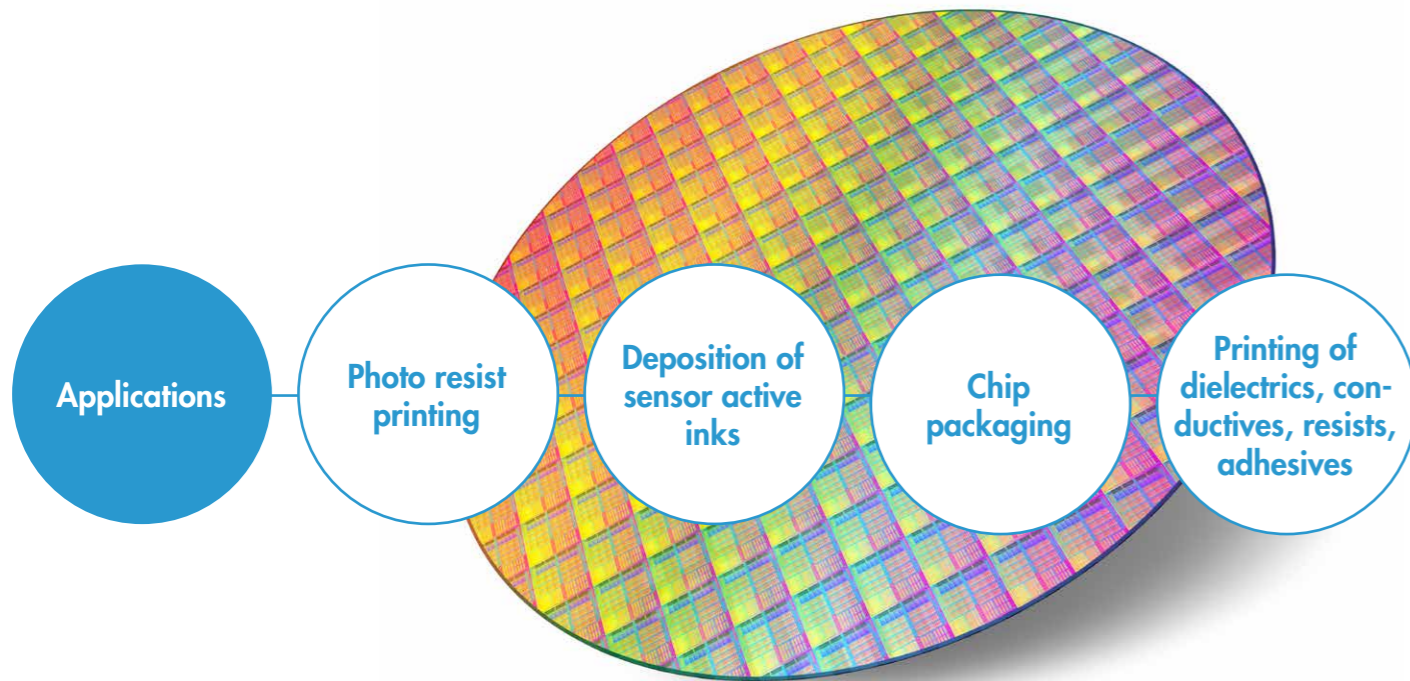 Applications
Photo resist
printing
Deposition of
sensor active
inks
Chip
packaging
Printing of
dielectrics, con-
ductives, resists,
adhesives